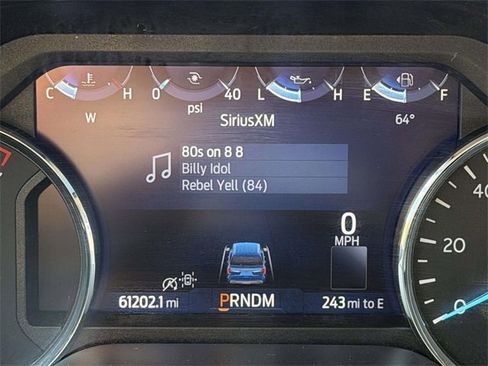 C H 0 40 L H E F
psi
W SiriusXM 64°
80s on 8 8
Billy Idol
Rebel Yell (84)
0
MPH
61202.1 mi PRNDM 243 mi to E
40
20
0